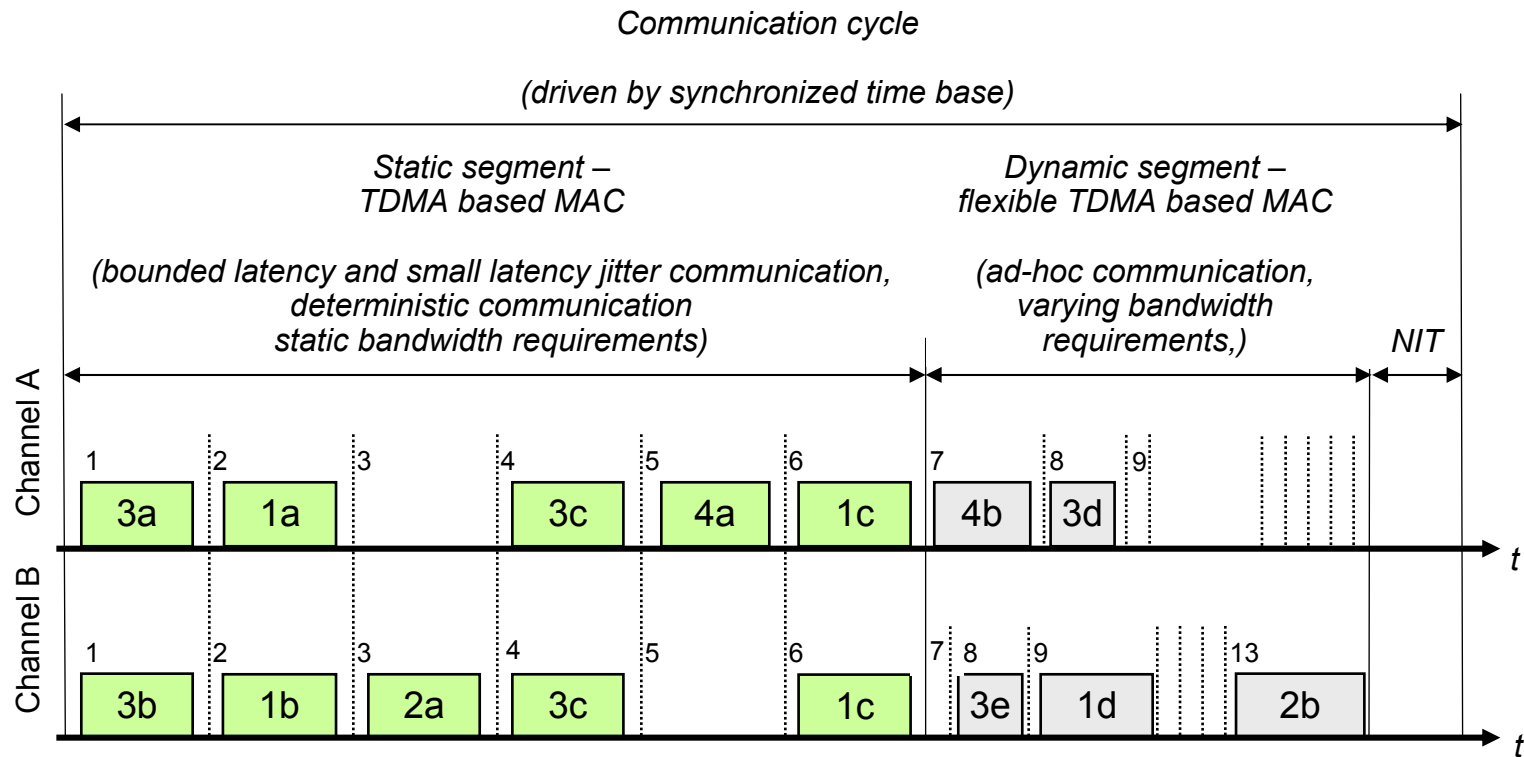 Communication cycle
(driven by synchronized time base)
Static segment –
TDMA based MAC
(bounded latency and small latency jitter communication,
deterministic communication
static bandwidth requirements)
Dynamic segment –
flexible TDMA based MAC
(ad-hoc communication,
varying bandwidth
requirements,)
NIT
Channel A
1 2 3 4 5 6 7 8 9
3a 1a 3c 4a 1c 4b 3d
t
Channel B
1 2 3 4 5 6 7 8 9 13
3b 1b 2a 3c 1c 3e 1d 2b
t